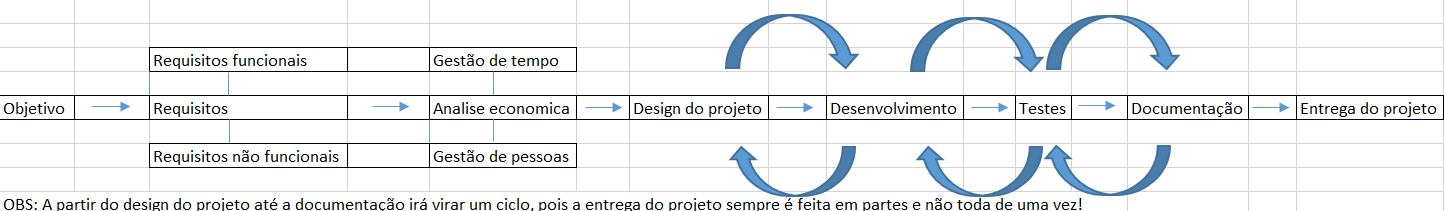 Requisitos funcionais
Gestão de tempo
Objetivo
Requisitos
Analise economica
Design do projeto
Desenvolvimento
Testes
Documentação
Entrega do projeto
Requisitos não funcionais
Gestão de pessoas
OBS: A partir do design do projeto até a documentação irá virar um ciclo, pois a entrega do projeto sempre é feita em partes e não toda de uma vez!